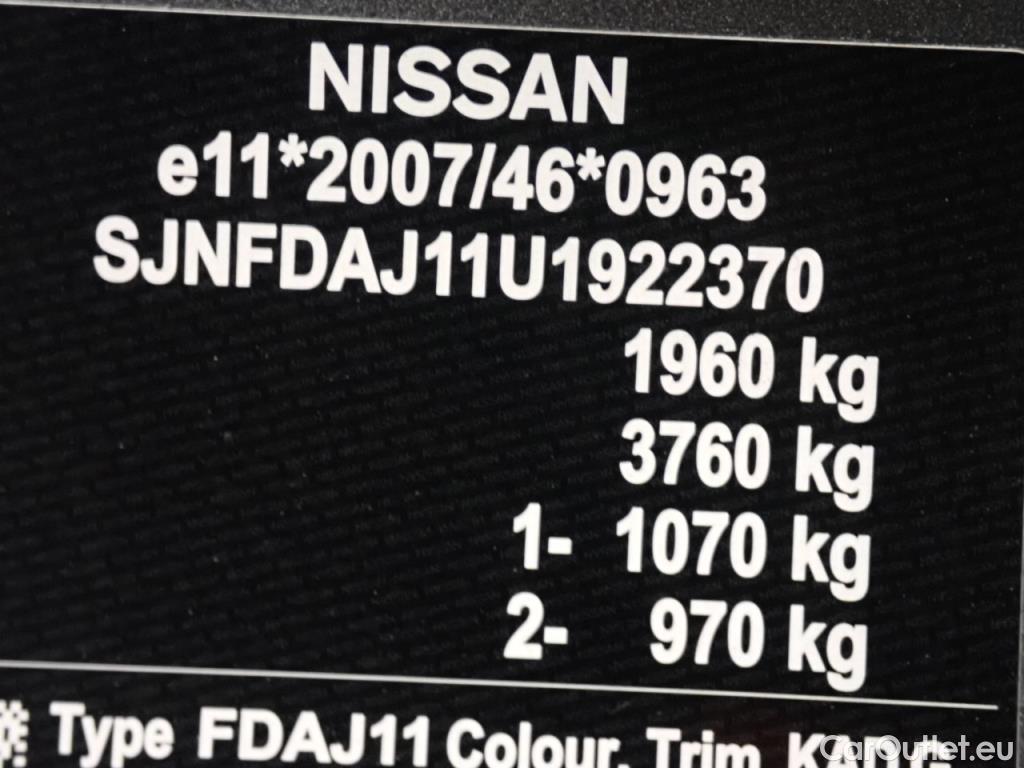 NISSAN
e11*2007/46*0963
SJNFDAJ11U1922370
1960 kg
3760 kg
1- 1070 kg
2- 970 kg
Type FDAJ11 Colour, Trim
CarOutlet.eu